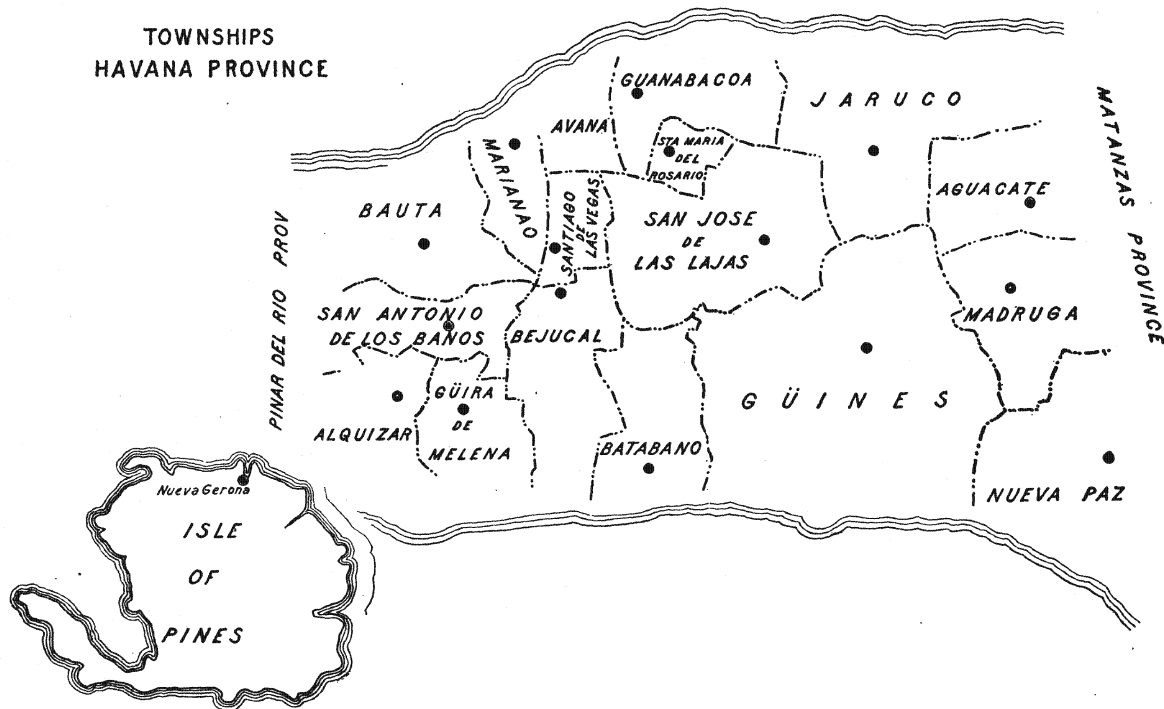 TOWNSHIPS
HAVANA PROVINCE
GUANABACOA
JARUCO
MATANZAS PROVINCE
AVANA
MARIANAO
STA MARIA
DEL
ROSARIO
AGUACATE
BAUTA
SANTIAGO
DE
LAS VEGAS
SAN JOSE
DE
LAS LAJAS
PINAR DEL RIO PROV
SAN ANTONIO
DE LOS BANOS
BEJUCAL
MADRUGA
GÜIRA
DE
MELENA
GÜINES
ALQUIZAR
BATABANO
NUEVA PAZ
Nueva Gerona
ISLE
OF
PINES